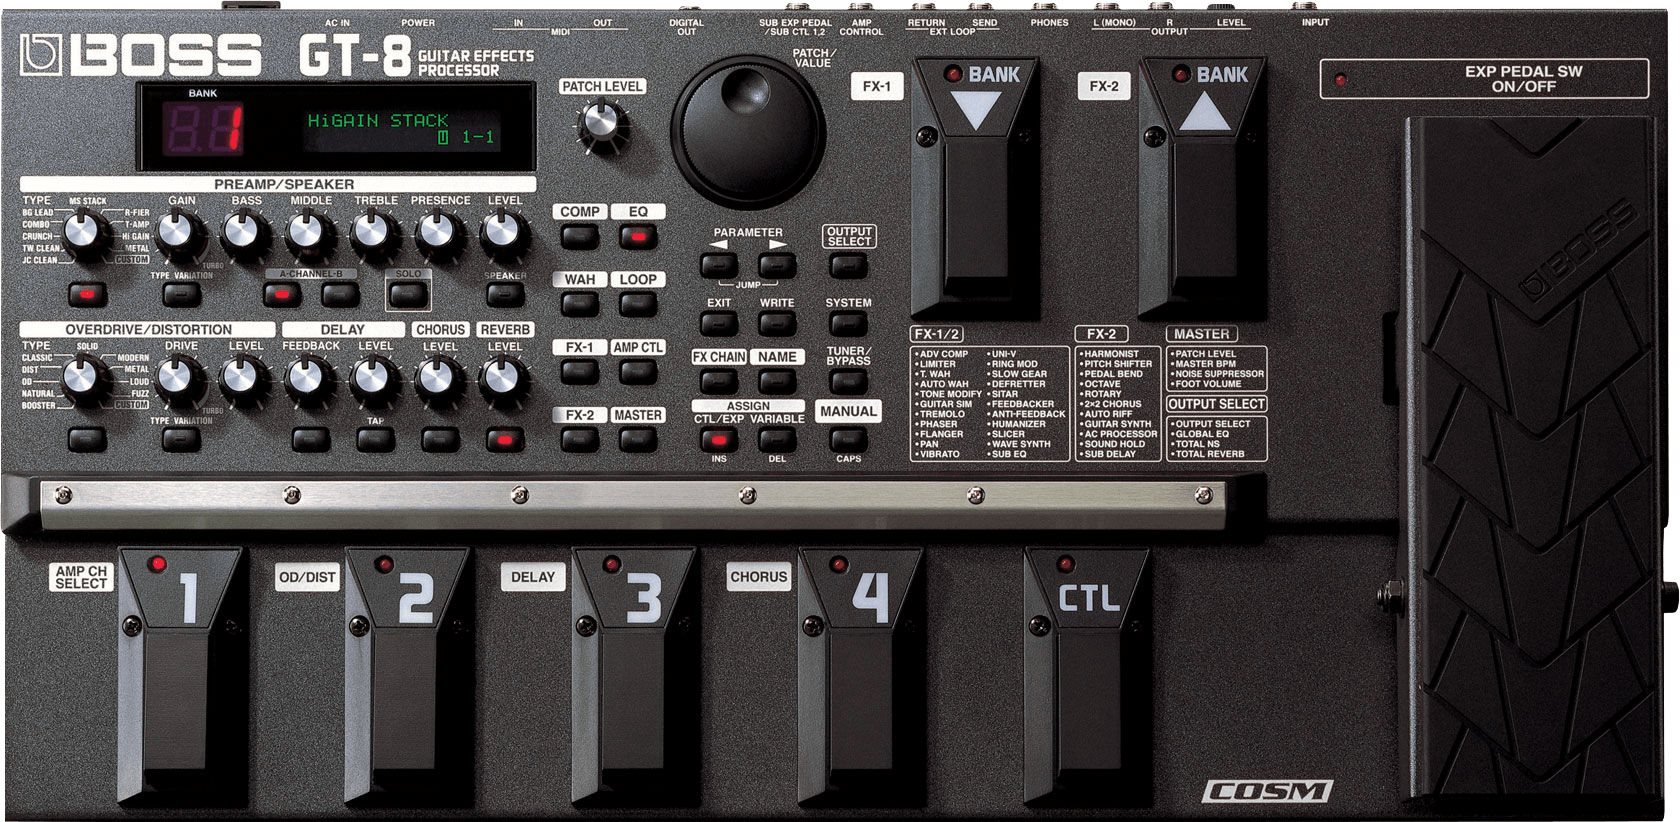 AC IN POWER IN OUT DIGITAL OUT SUB EXP PEDAL /SUB CTL 1,2 AMP CONTROL RETURN SEND PHONES L (MONO) R LEVEL INPUT
MIDI EXT LOOP OUTPUT
BOSS GT-8 GUITAR EFFECTS PROCESSOR
BANK
1
HiGAIN STACK
1-1
PATCH LEVEL
PATCH/
VALUE
FX-1
BANK
FX-2
BANK
EXP PEDAL SW
ON/OFF
PREAMP/SPEAKER
TYPE MS STACK GAIN BASS MIDDLE TREBLE PRESENCE LEVEL
BG LEAD R-FIER
COMBO T-AMP
CRUNCH Hi GAIN
TW CLEAN METAL
JC CLEAN CUSTOM
TURBO
TYPE VARIATION A-CHANNEL-B SOLO SPEAKER
OVERDRIVE/DISTORTION DELAY CHORUS REVERB
TYPE SOLID DRIVE LEVEL FEEDBACK LEVEL LEVEL LEVEL
CLASSIC MODERN
DIST METAL
OD LOUD
NATURAL FUZZ
BOOSTER CUSTOM
TURBO
TYPE VARIATION TAP
COMP EQ
WAH LOOP
FX-1 AMP CTL
FX-2 MASTER
PARAMETER
JUMP
OUTPUT
SELECT
EXIT WRITE SYSTEM
FX CHAIN NAME TUNER/
BYPASS
ASSIGN
CTL/EXP VARIABLE MANUAL
INS DEL CAPS
FX-1/2
•ADV COMP
•LIMITER
•T. WAH
•AUTO WAH
•TONE MODIFY
•GUITAR SIM
•TREMOLO
•PHASER
•FLANGER
•PAN
•VIBRATO
•UNI-V
•RING MOD
•SLOW GEAR
•DEFRETTER
•SITAR
•FEEDBACKER
•ANTI-FEEDBACK
•HUMANIZER
•SLICER
•WAVE SYNTH
•SUB EQ
FX-2
•HARMONIST
•PITCH SHIFTER
•PEDAL BEND
•OCTAVE
•ROTARY
•2×2 CHORUS
•AUTO RIFF
•GUITAR SYNTH
•AC PROCESSOR
•SOUND HOLD
•SUB DELAY
MASTER
•PATCH LEVEL
•MASTER BPM
•NOISE SUPPRESSOR
•FOOT VOLUME
OUTPUT SELECT
•OUTPUT SELECT
•GLOBAL EQ
•TOTAL NS
•TOTAL REVERB
BOSS
AMP CH
SELECT
1
OD/DIST
2
DELAY
3
CHORUS
4
CTL
COSM